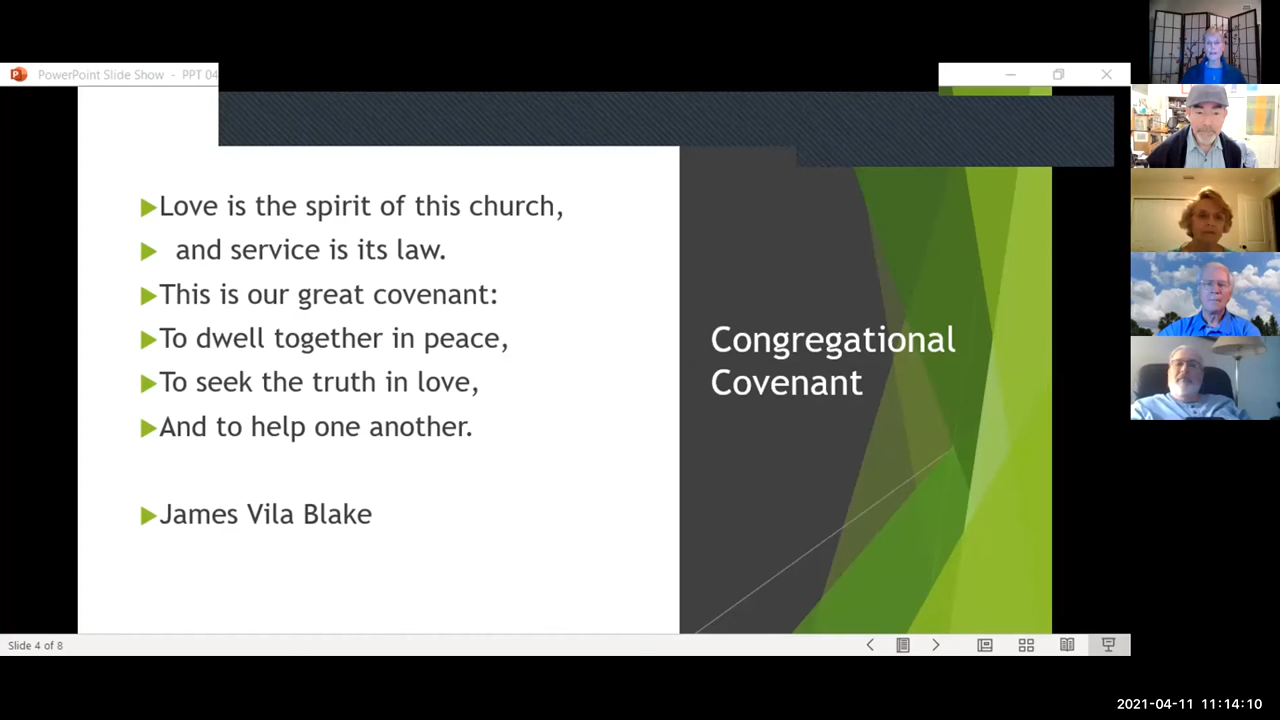 PowerPoint Slide Show - PPT 04
Love is the spirit of this church,
and service is its law.
This is our great covenant:
To dwell together in peace,
To seek the truth in love,
And to help one another.
James Vila Blake
Congregational
Covenant
Slide 4 of 8
2021-04-11 11:14:10